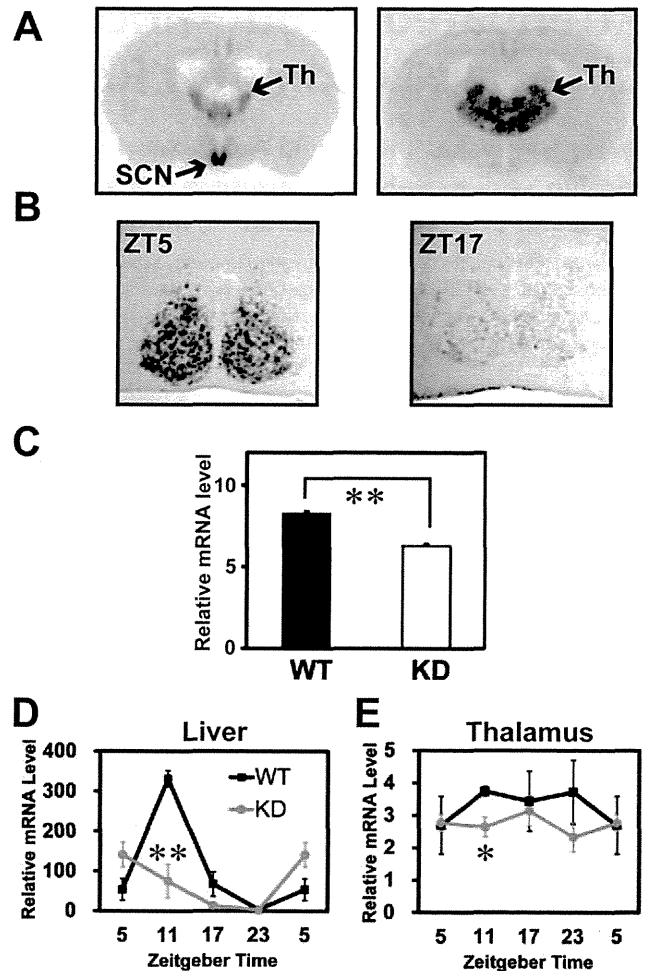 A
Th
SCN
Th
B
ZT5
ZT17
C
Relative mRNA level
10
5
0
**
WT
KD
D
Liver
Relative mRNA Level
400
300
200
100
0
WT
KD
**
5 11 17 23 5
Zeitgeber Time
E
Thalamus
Relative mRNA Level
5
4
3
2
1
0
*
5 11 17 23 5
Zeitgeber Time